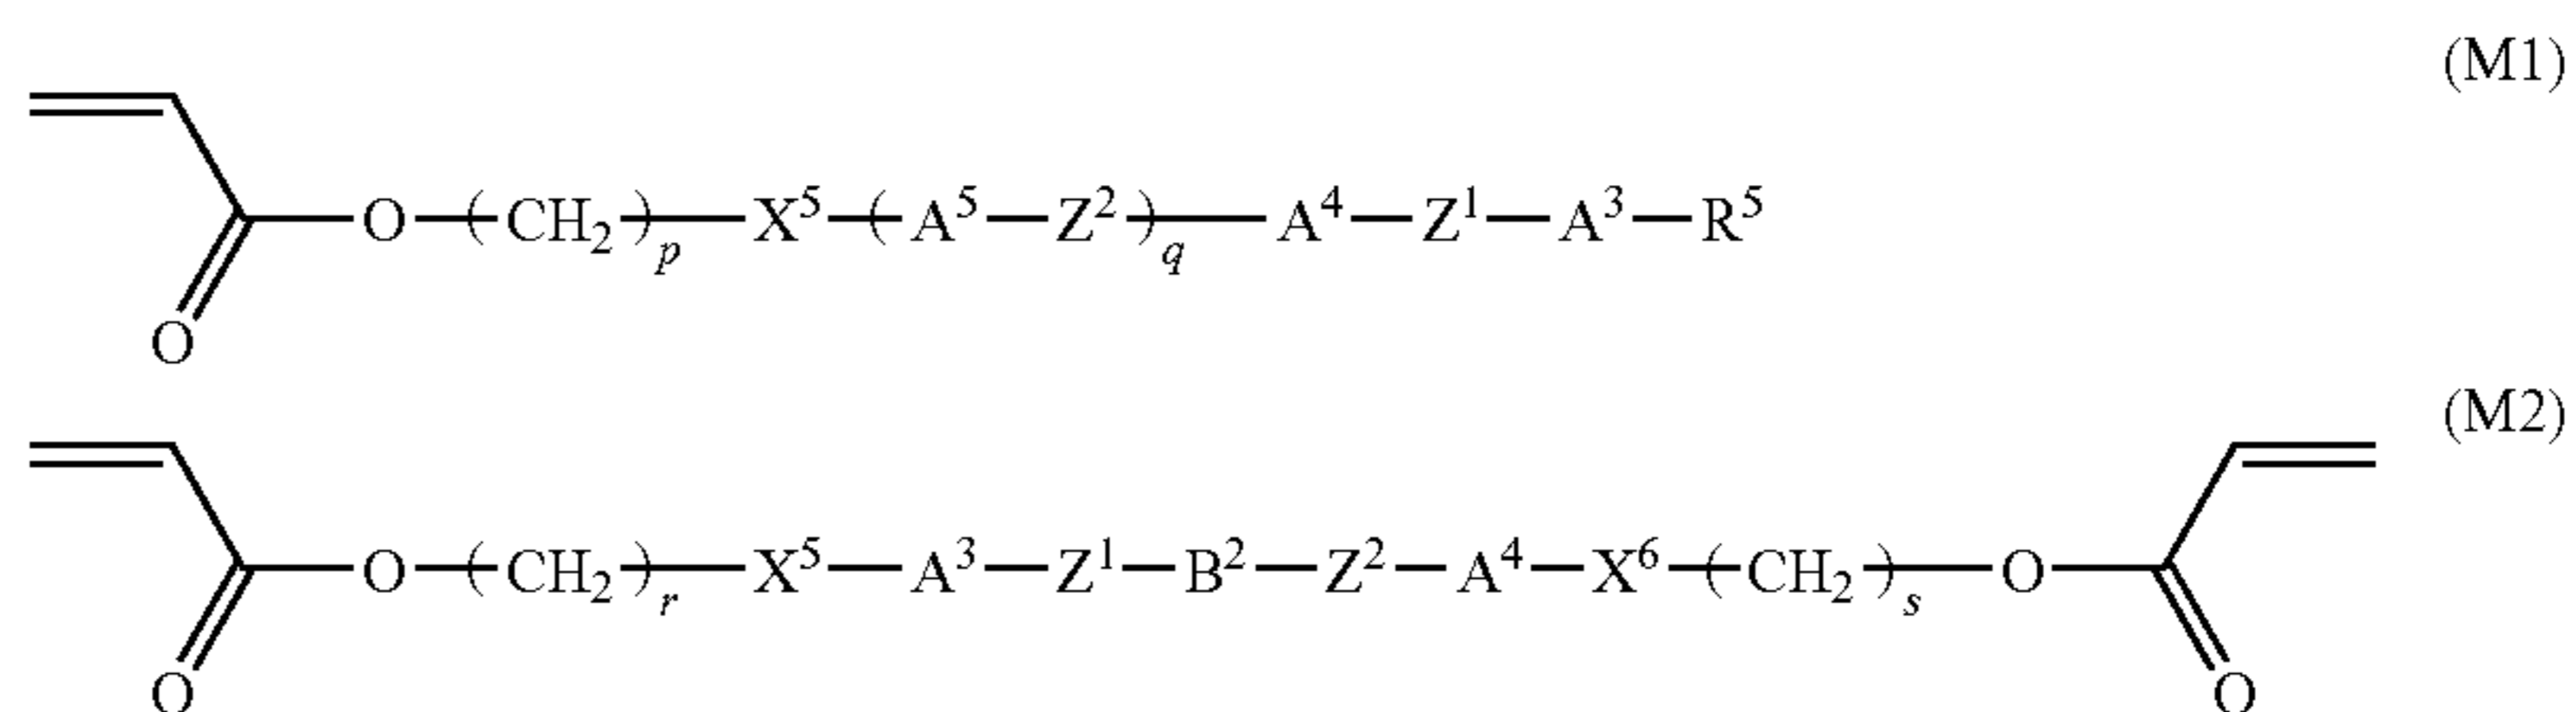 (M1)
O—(CH₂)ₚ—X⁵—(A⁵—Z²)q—A⁴—Z¹—A³—R⁵
O
(M2)
O—(CH₂)ᵣ—X⁵—A³—Z¹—B²—Z²—A⁴—X⁶—(CH₂)ₛ—O
O O